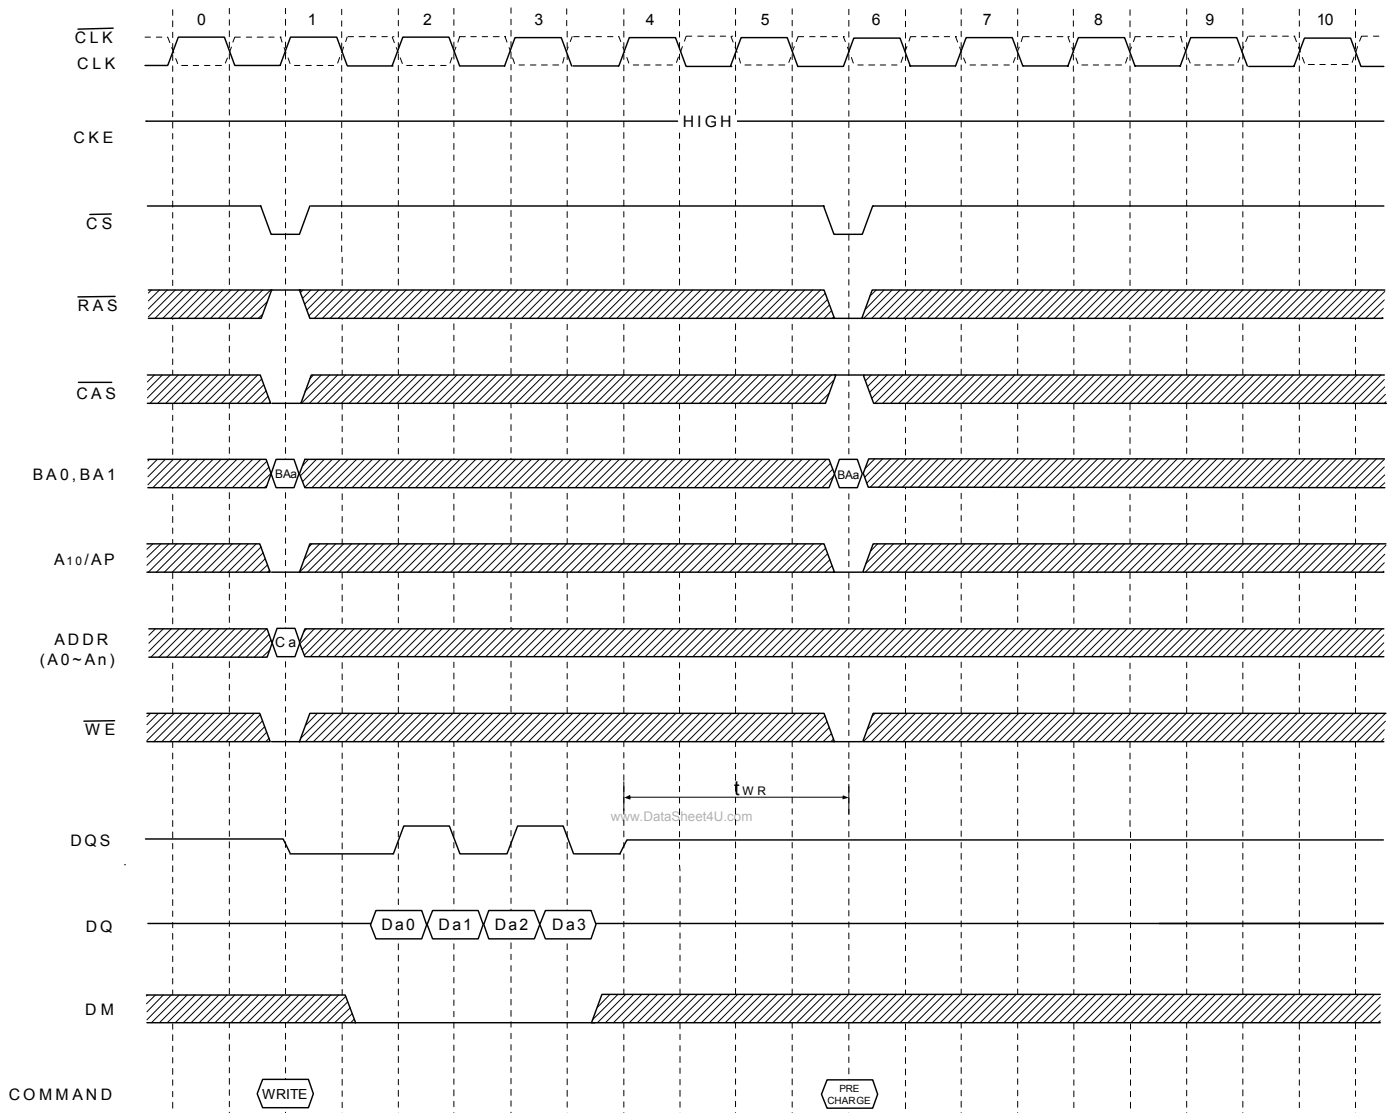 0 1 2 3 4 5 6 7 8 9 10
CLK
CLK
CKE HIGH
CS
RAS
CAS
BA0,BA1 BAa BAa
A10/AP
ADDR Ca
(A0~An)
WE
tWR
www.DataSheet4U.com
DQS
DQ Da0 Da1 Da2 Da3
DM
COMMAND WRITE PRE CHARGE